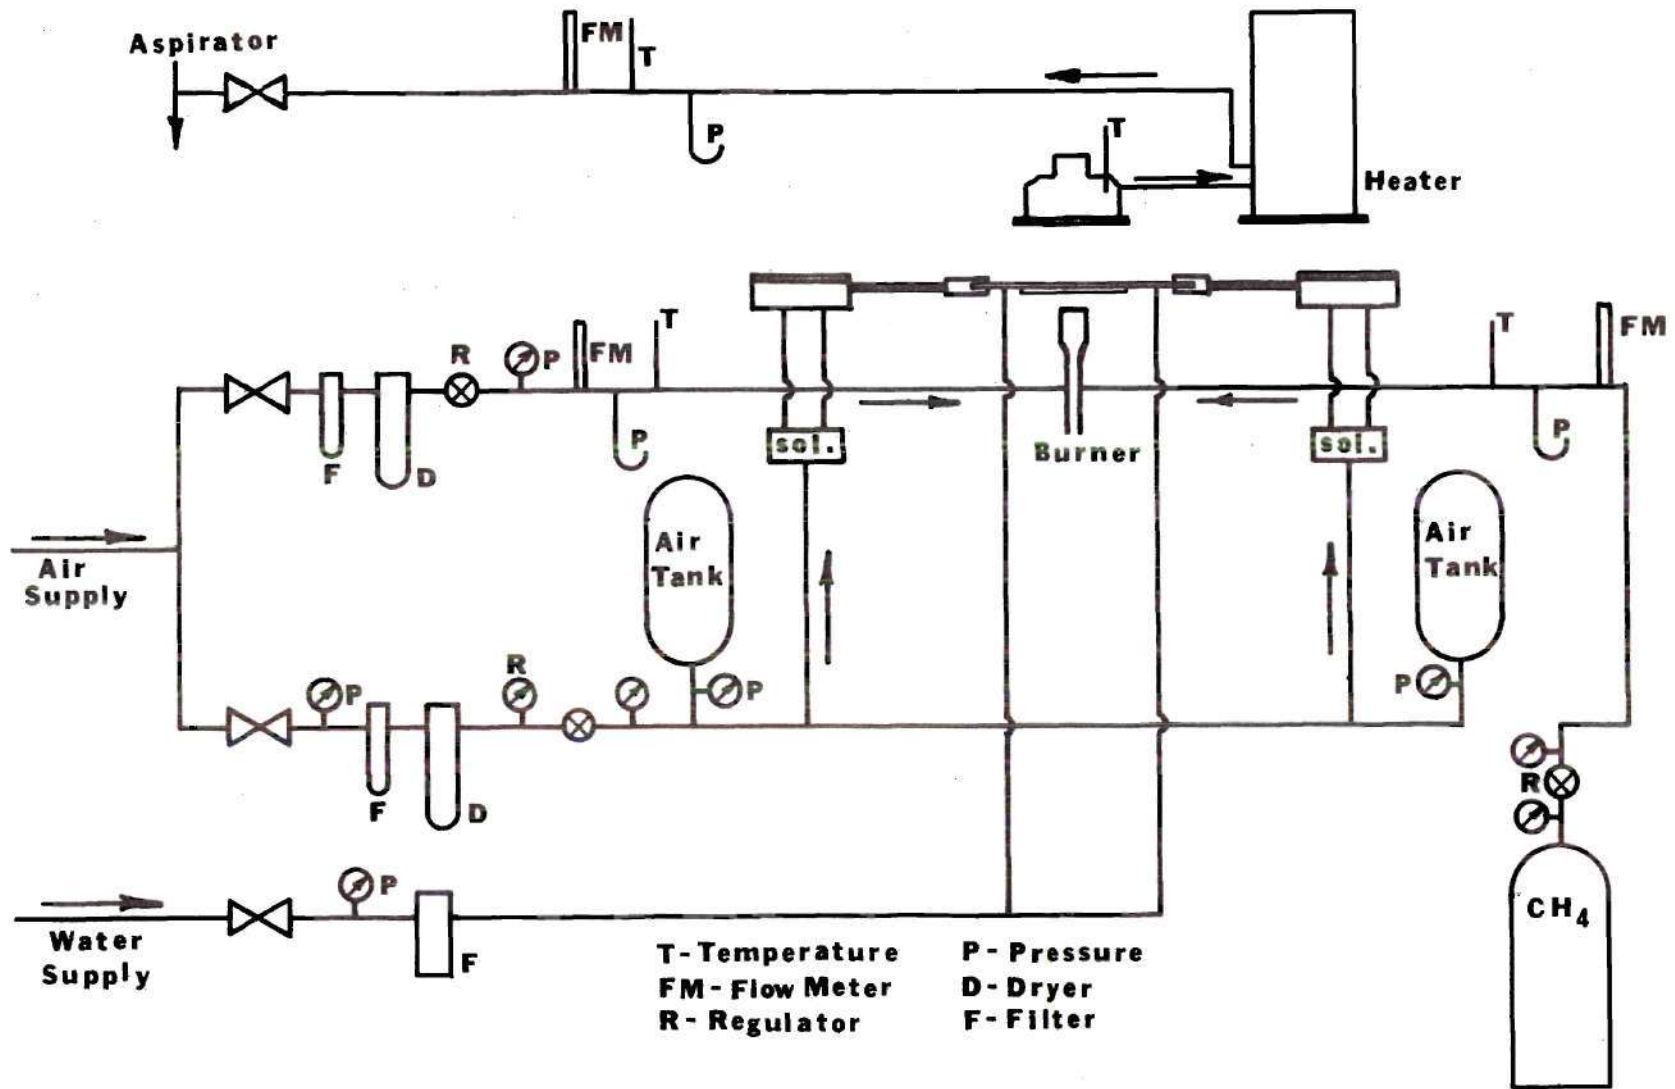 Aspirator
FM
T
P
T
Heater
R
P
FM
T
T
FM
F
D
P
sol.
Burner
sol.
P
Air
Supply
Air
Tank
Air
Tank
P
R
P
P
F
D
R
P
F
CH4
Water
Supply
T-Temperature
FM-Flow Meter
R-Regulator
P-Pressure
D-Dryer
F-Filter